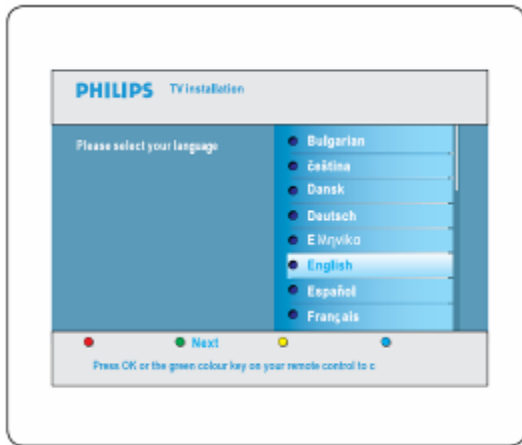 PHILIPS TV installation
Please select your language
Bulgarian
čeština
Dansk
Deutsch
Eλληνικα
English
Español
Français
Next
Press OK or the green colour key on your remote control to c